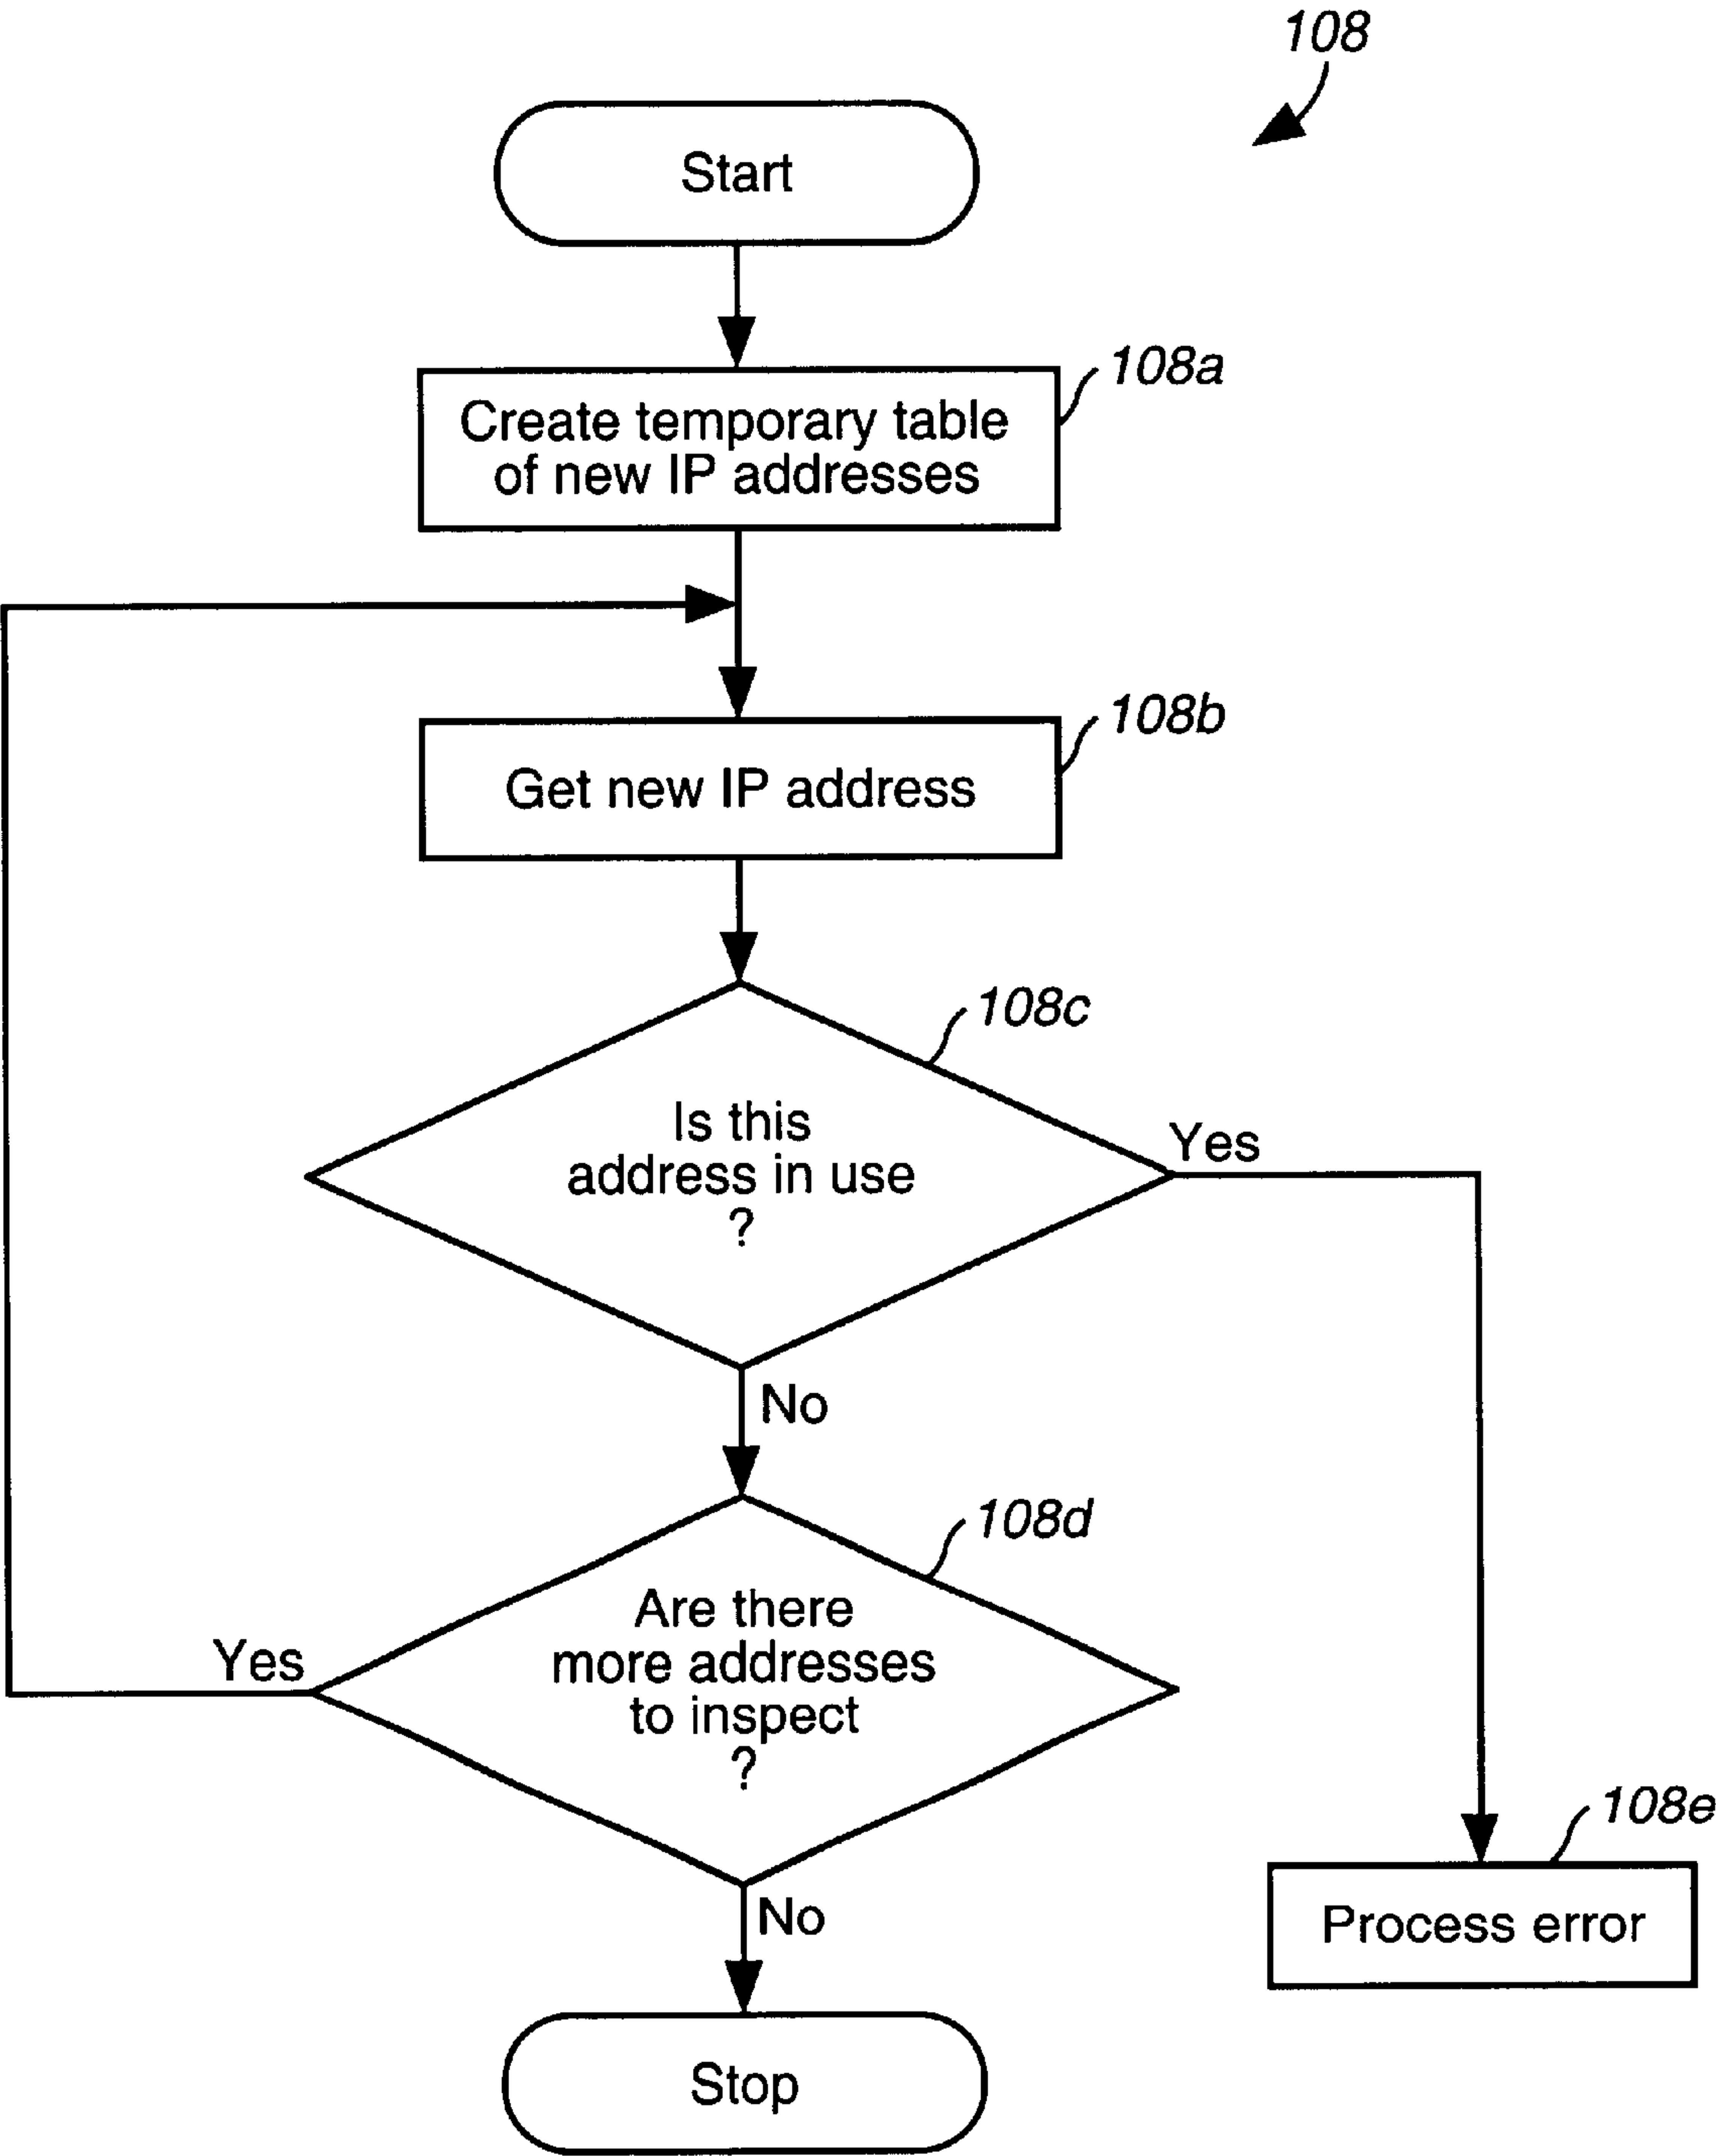 108
Start
108a
Create temporary table
of new IP addresses
108b
Get new IP address
108c
Is this
address in use
?
Yes
No
108d
Are there
more addresses
to inspect
?
Yes
No
108e
Process error
Stop